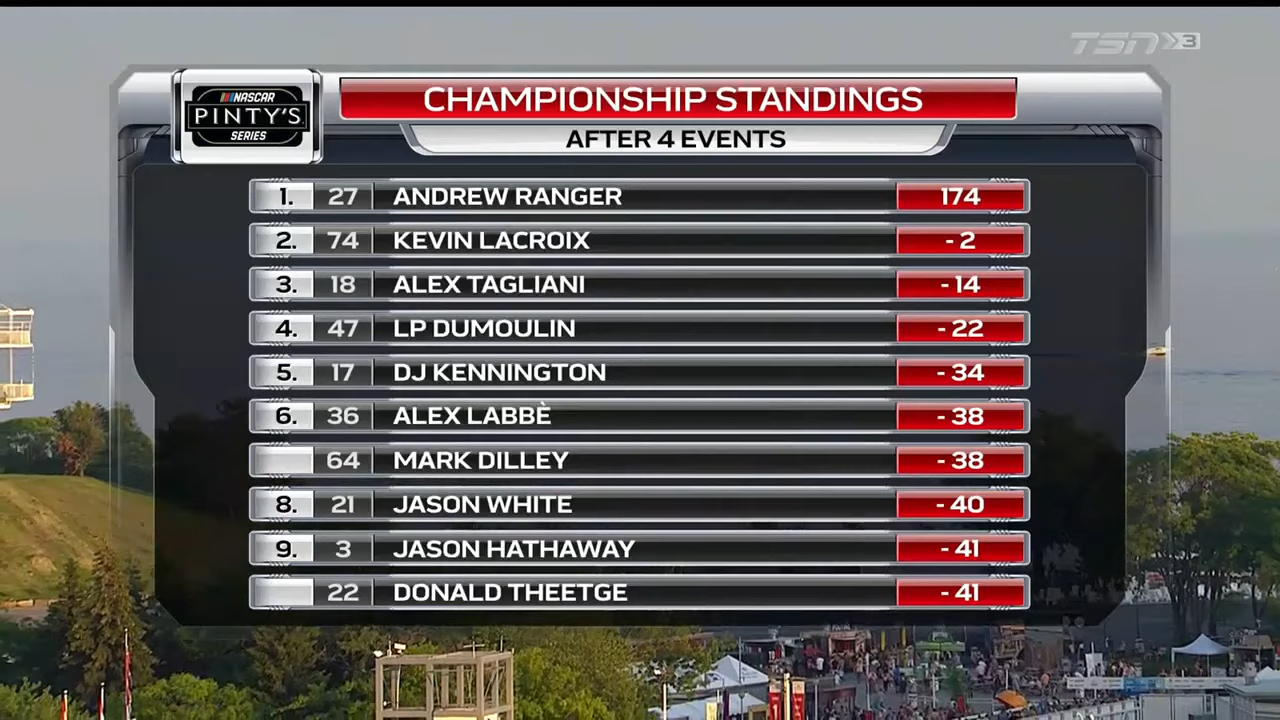 TSN 3
NASCAR
PINTY'S
SERIES
CHAMPIONSHIP STANDINGS
AFTER 4 EVENTS
1. 27 ANDREW RANGER 174
2. 74 KEVIN LACROIX - 2
3. 18 ALEX TAGLIANI - 14
4. 47 LP DUMOULIN - 22
5. 17 DJ KENNINGTON - 34
6. 36 ALEX LABBÈ - 38
64 MARK DILLEY - 38
8. 21 JASON WHITE - 40
9. 3 JASON HATHAWAY - 41
22 DONALD THEETGE - 41